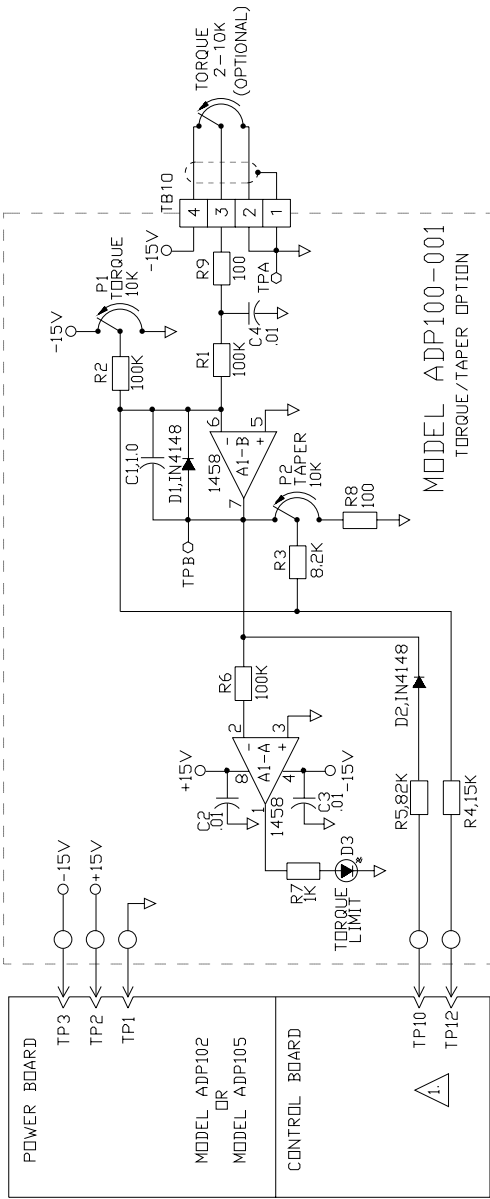 POWER BOARD
MODEL ADP102
OR
MODEL ADP105
CONTROL BOARD
1.
TP3
TP2
TP1
TP10
TP12
-15V
+15V
R7
1K
D3
TORQUE
LIMIT
C2
.01
+15V
8
1
A1-A
1458
4
C3
.01
-15V
-
2
+
3
R6
100K
R5,82K
D2,IN4148
R4,15K
TPB
C1,1.0
D1,IN4148
R2
100K
-15V
P1
TORQUE
10K
1458
7
A1-B
-
6
+
5
R3
8.2K
P2
TAPER
10K
R8
100
R1
100K
C4
.01
R9
100
-15V
TPA
TB10
4
3
2
1
TORQUE
2-10K
(OPTIONAL)
MODEL ADP100-001
TORQUE/TAPER OPTION